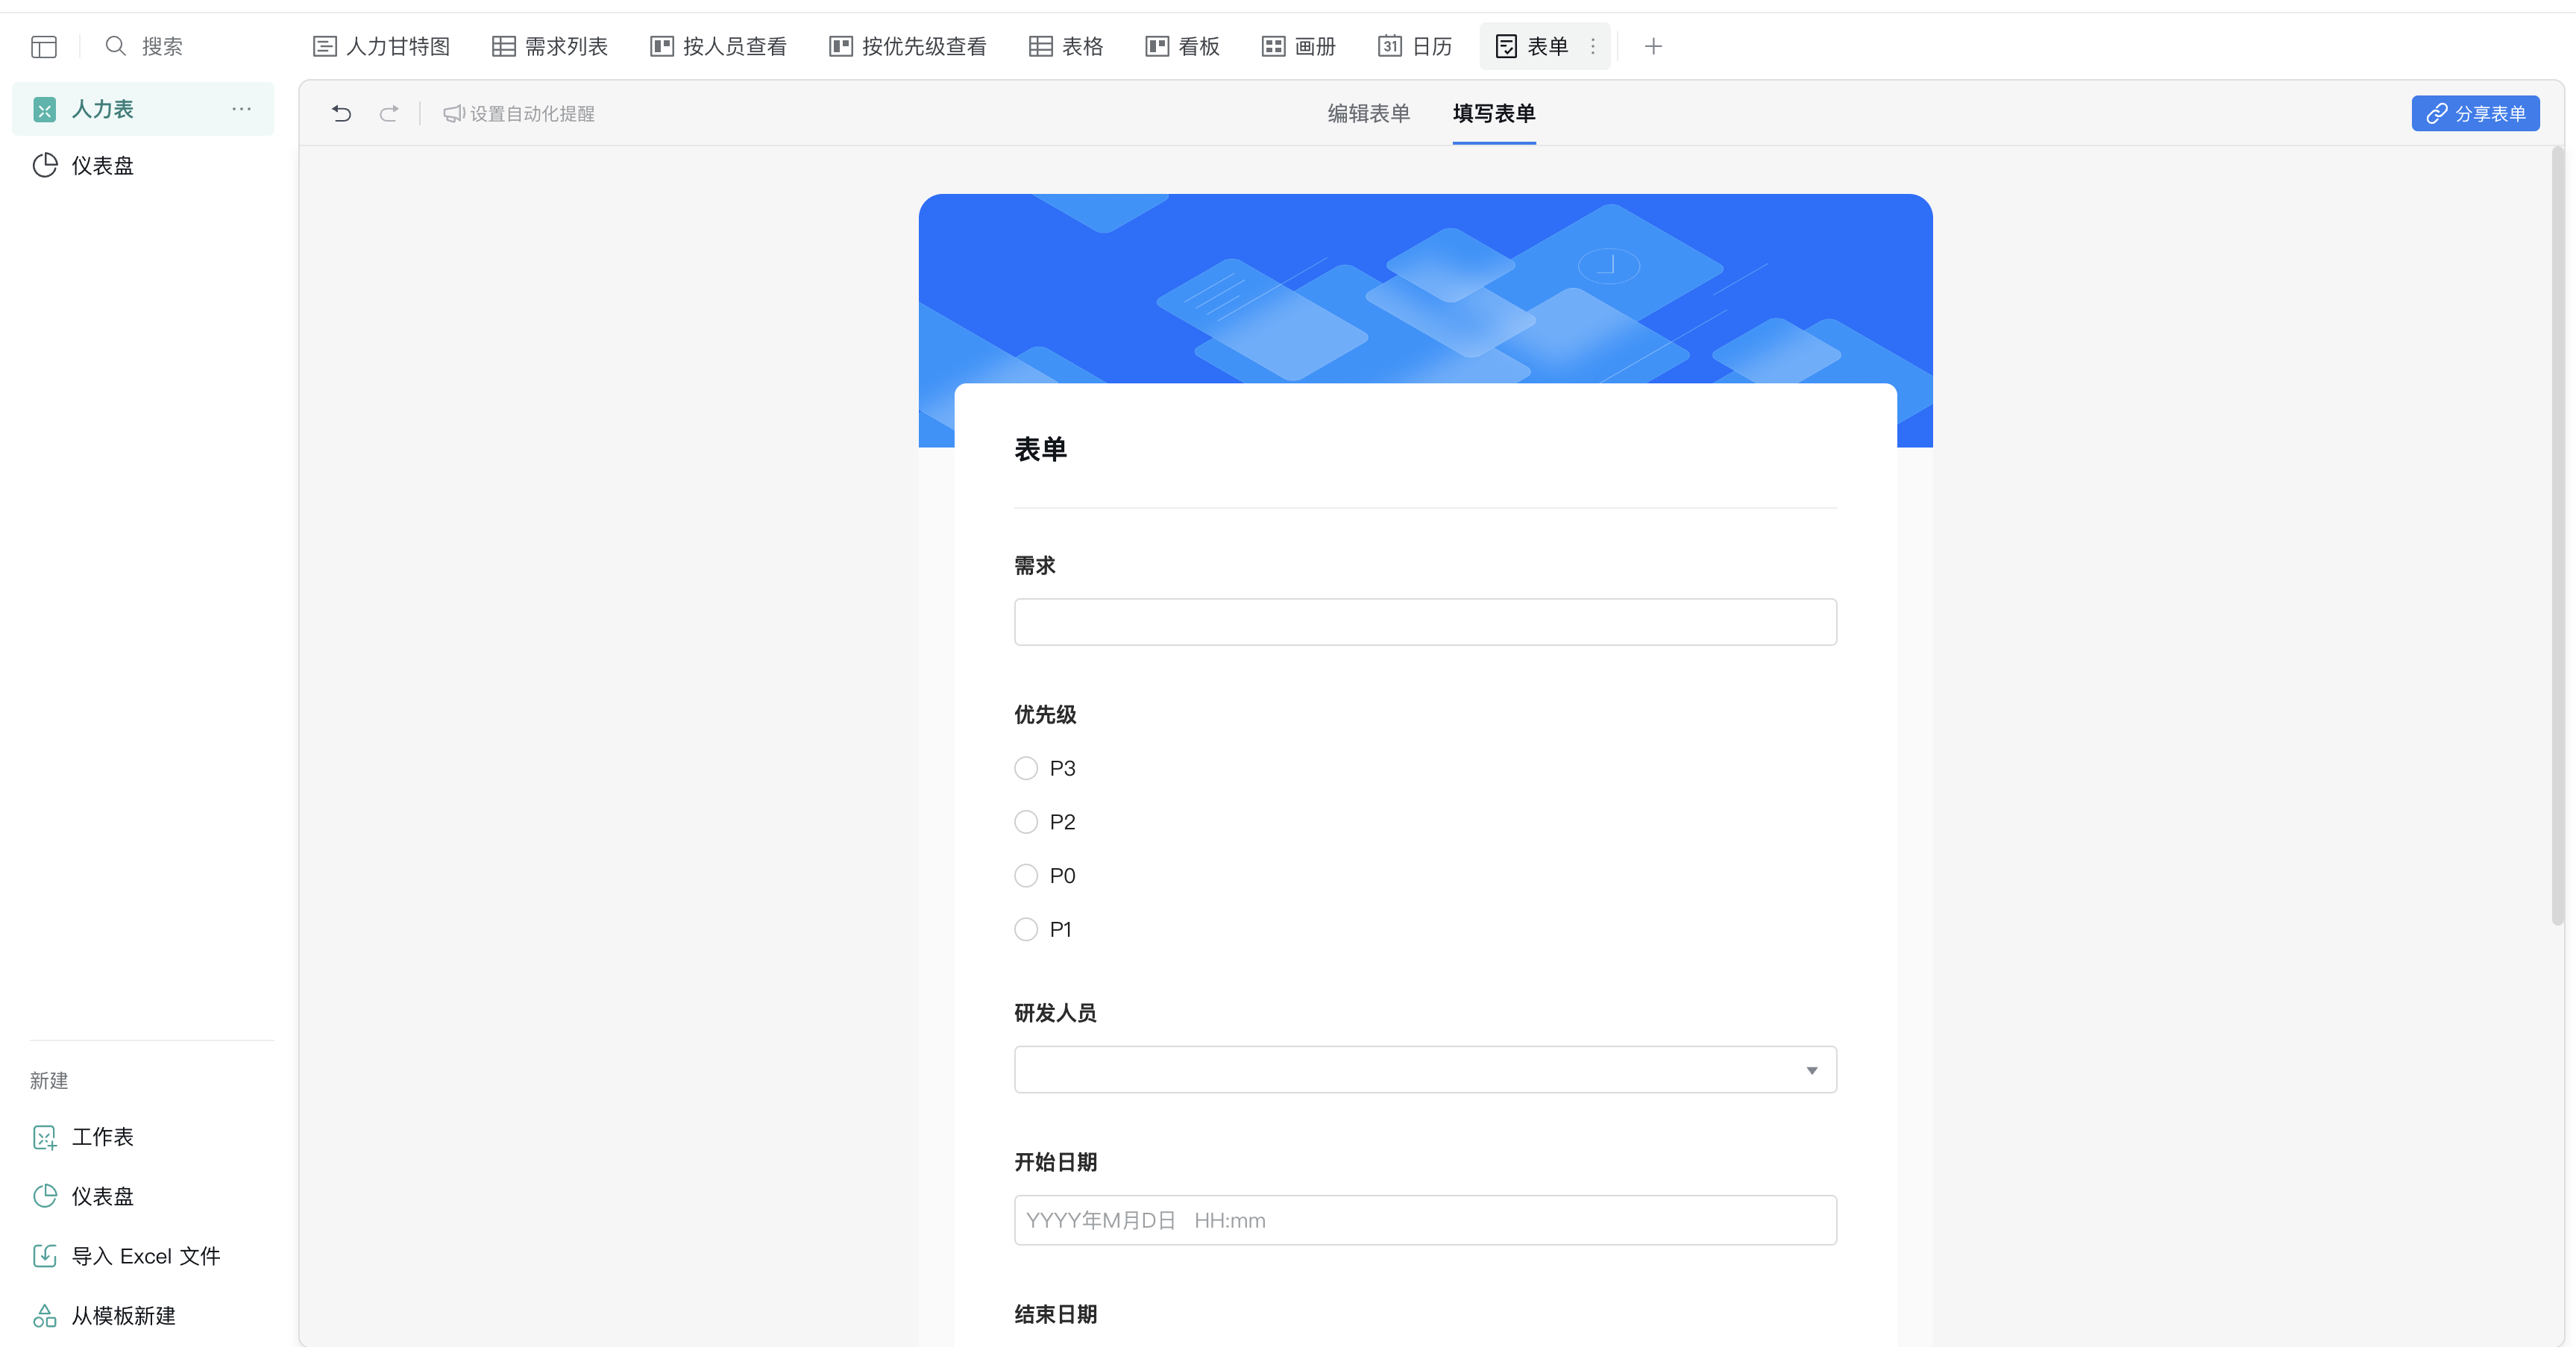 搜索
人力甘特图
需求列表
按人员查看
按优先级查看
表格
看板
画册
31 日历
表单
人力表
仪表盘
设置自动化提醒
编辑表单
填写表单
分享表单
表单
需求
优先级
P3
P2
P0
P1
研发人员
开始日期
YYYY年M月D日 HH:mm
结束日期
新建
工作表
仪表盘
导入 Excel 文件
从模板新建